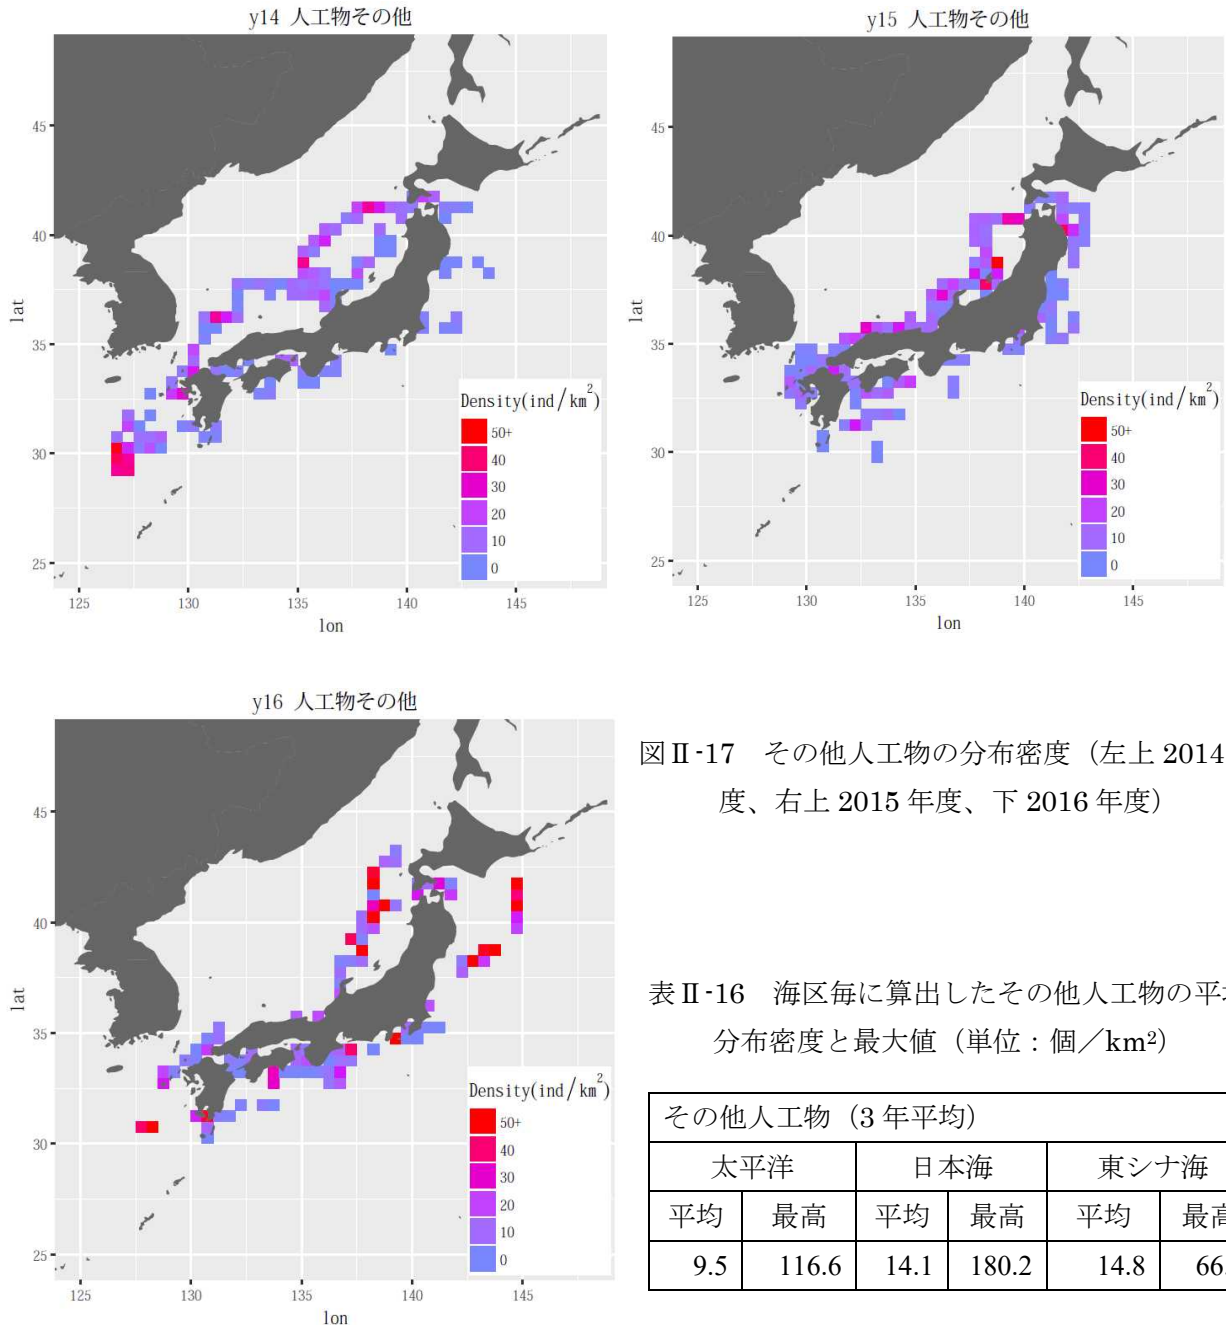 y14 人工物その他
45
40
35
30
25
lat
125 130 135 140 145
lon
Density(ind/km²)
50+
40
30
20
10
0
y15 人工物その他
45
40
35
30
25
lat
125 130 135 140 145
lon
Density(ind/km²)
50+
40
30
20
10
0
y16 人工物その他
45
40
35
30
25
lat
125 130 135 140 145
lon
Density(ind/km²)
50+
40
30
20
10
0
図Ⅱ-17 その他人工物の分布密度（左上 2014
度、右上 2015 年度、下 2016 年度）
表Ⅱ-16 海区毎に算出したその他人工物の平
分布密度と最大値（単位：個／km²）
その他人工物（3 年平均）
太平洋 日本海 東シナ海
平均 最高 平均 最高 平均 最
9.5 116.6 14.1 180.2 14.8 66.